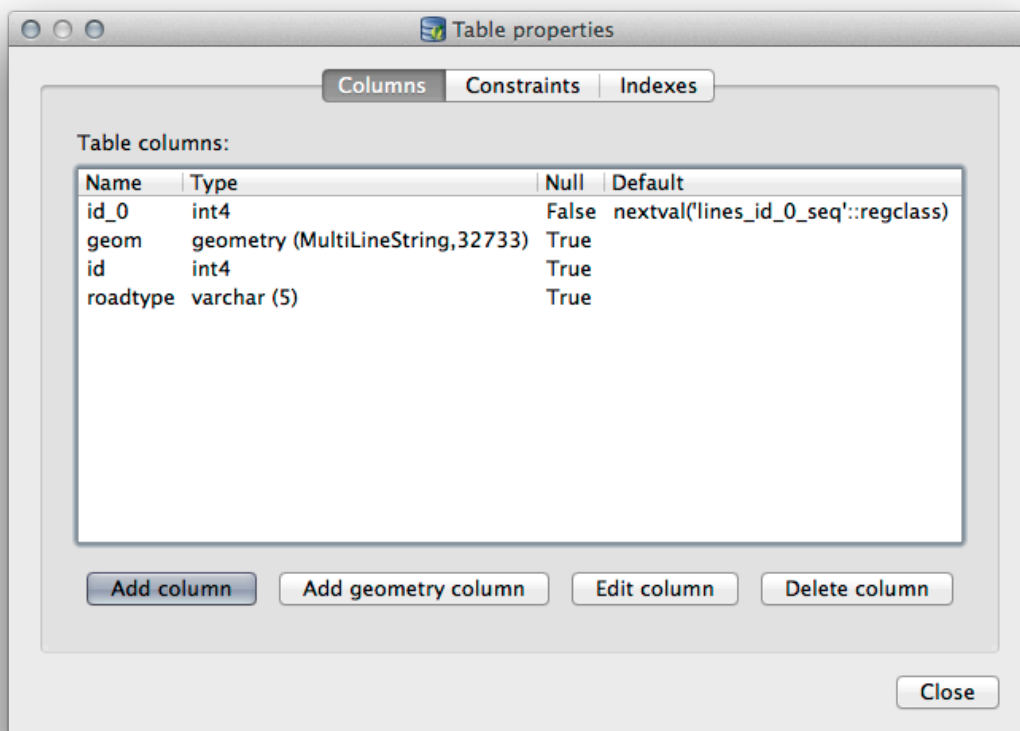 Table properties
Columns Constraints Indexes
Table columns:
Name Type Null Default
id_0 int4 False nextval('lines_id_0_seq'::regclass)
geom geometry (MultiLineString,32733) True
id int4 True
roadtype varchar (5) True
Add column Add geometry column Edit column Delete column
Close